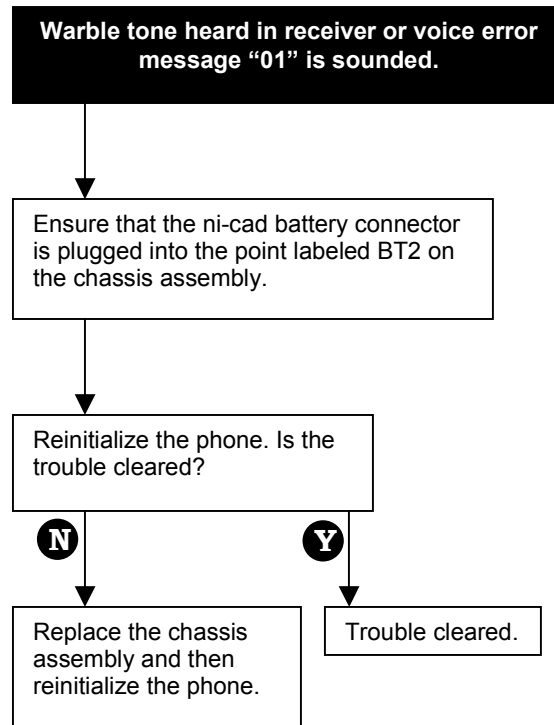 Warble tone heard in receiver or voice error
message “01” is sounded.
Ensure that the ni-cad battery connector
is plugged into the point labeled BT2 on
the chassis assembly.
Reinitialize the phone. Is the
trouble cleared?
N
Y
Replace the chassis
assembly and then
reinitialize the phone.
Trouble cleared.